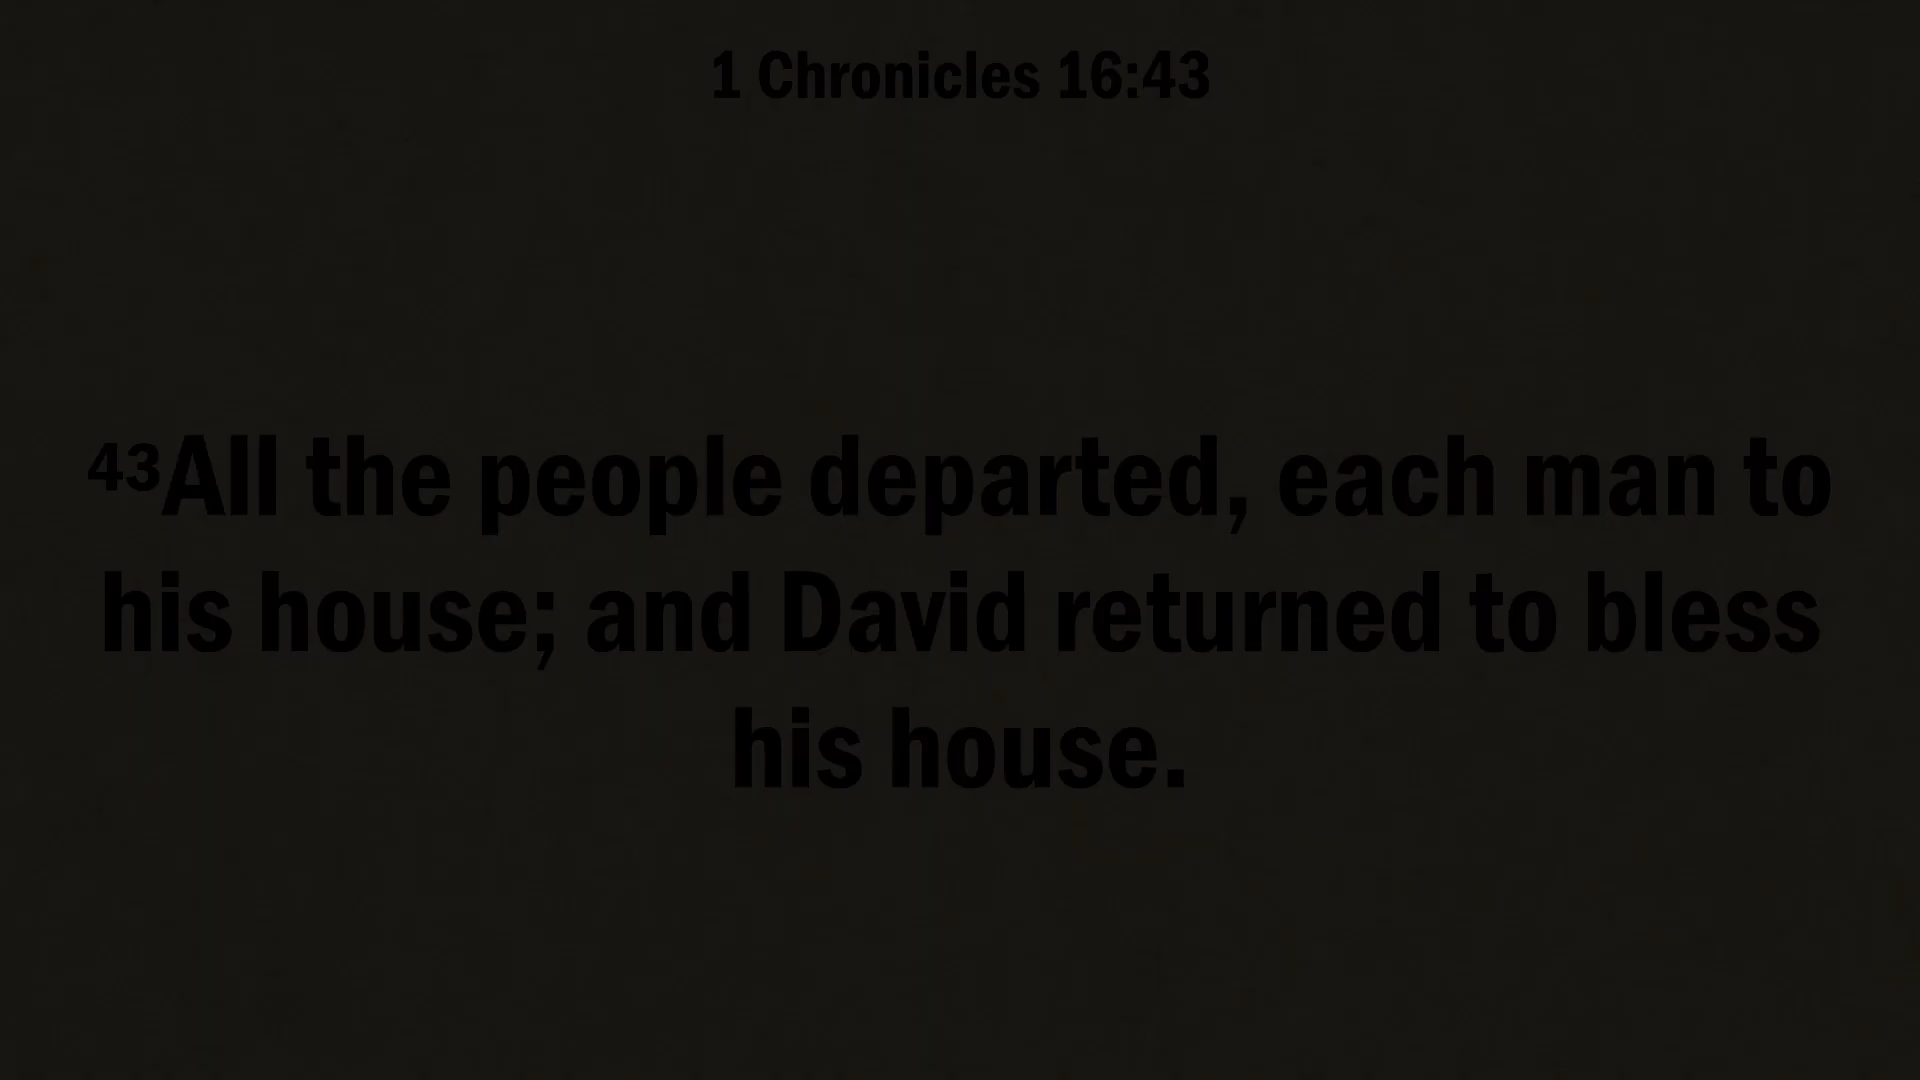 1 Chronicles 16:43
⁴³All the people departed, each man to
his house; and David returned to bless
his house.